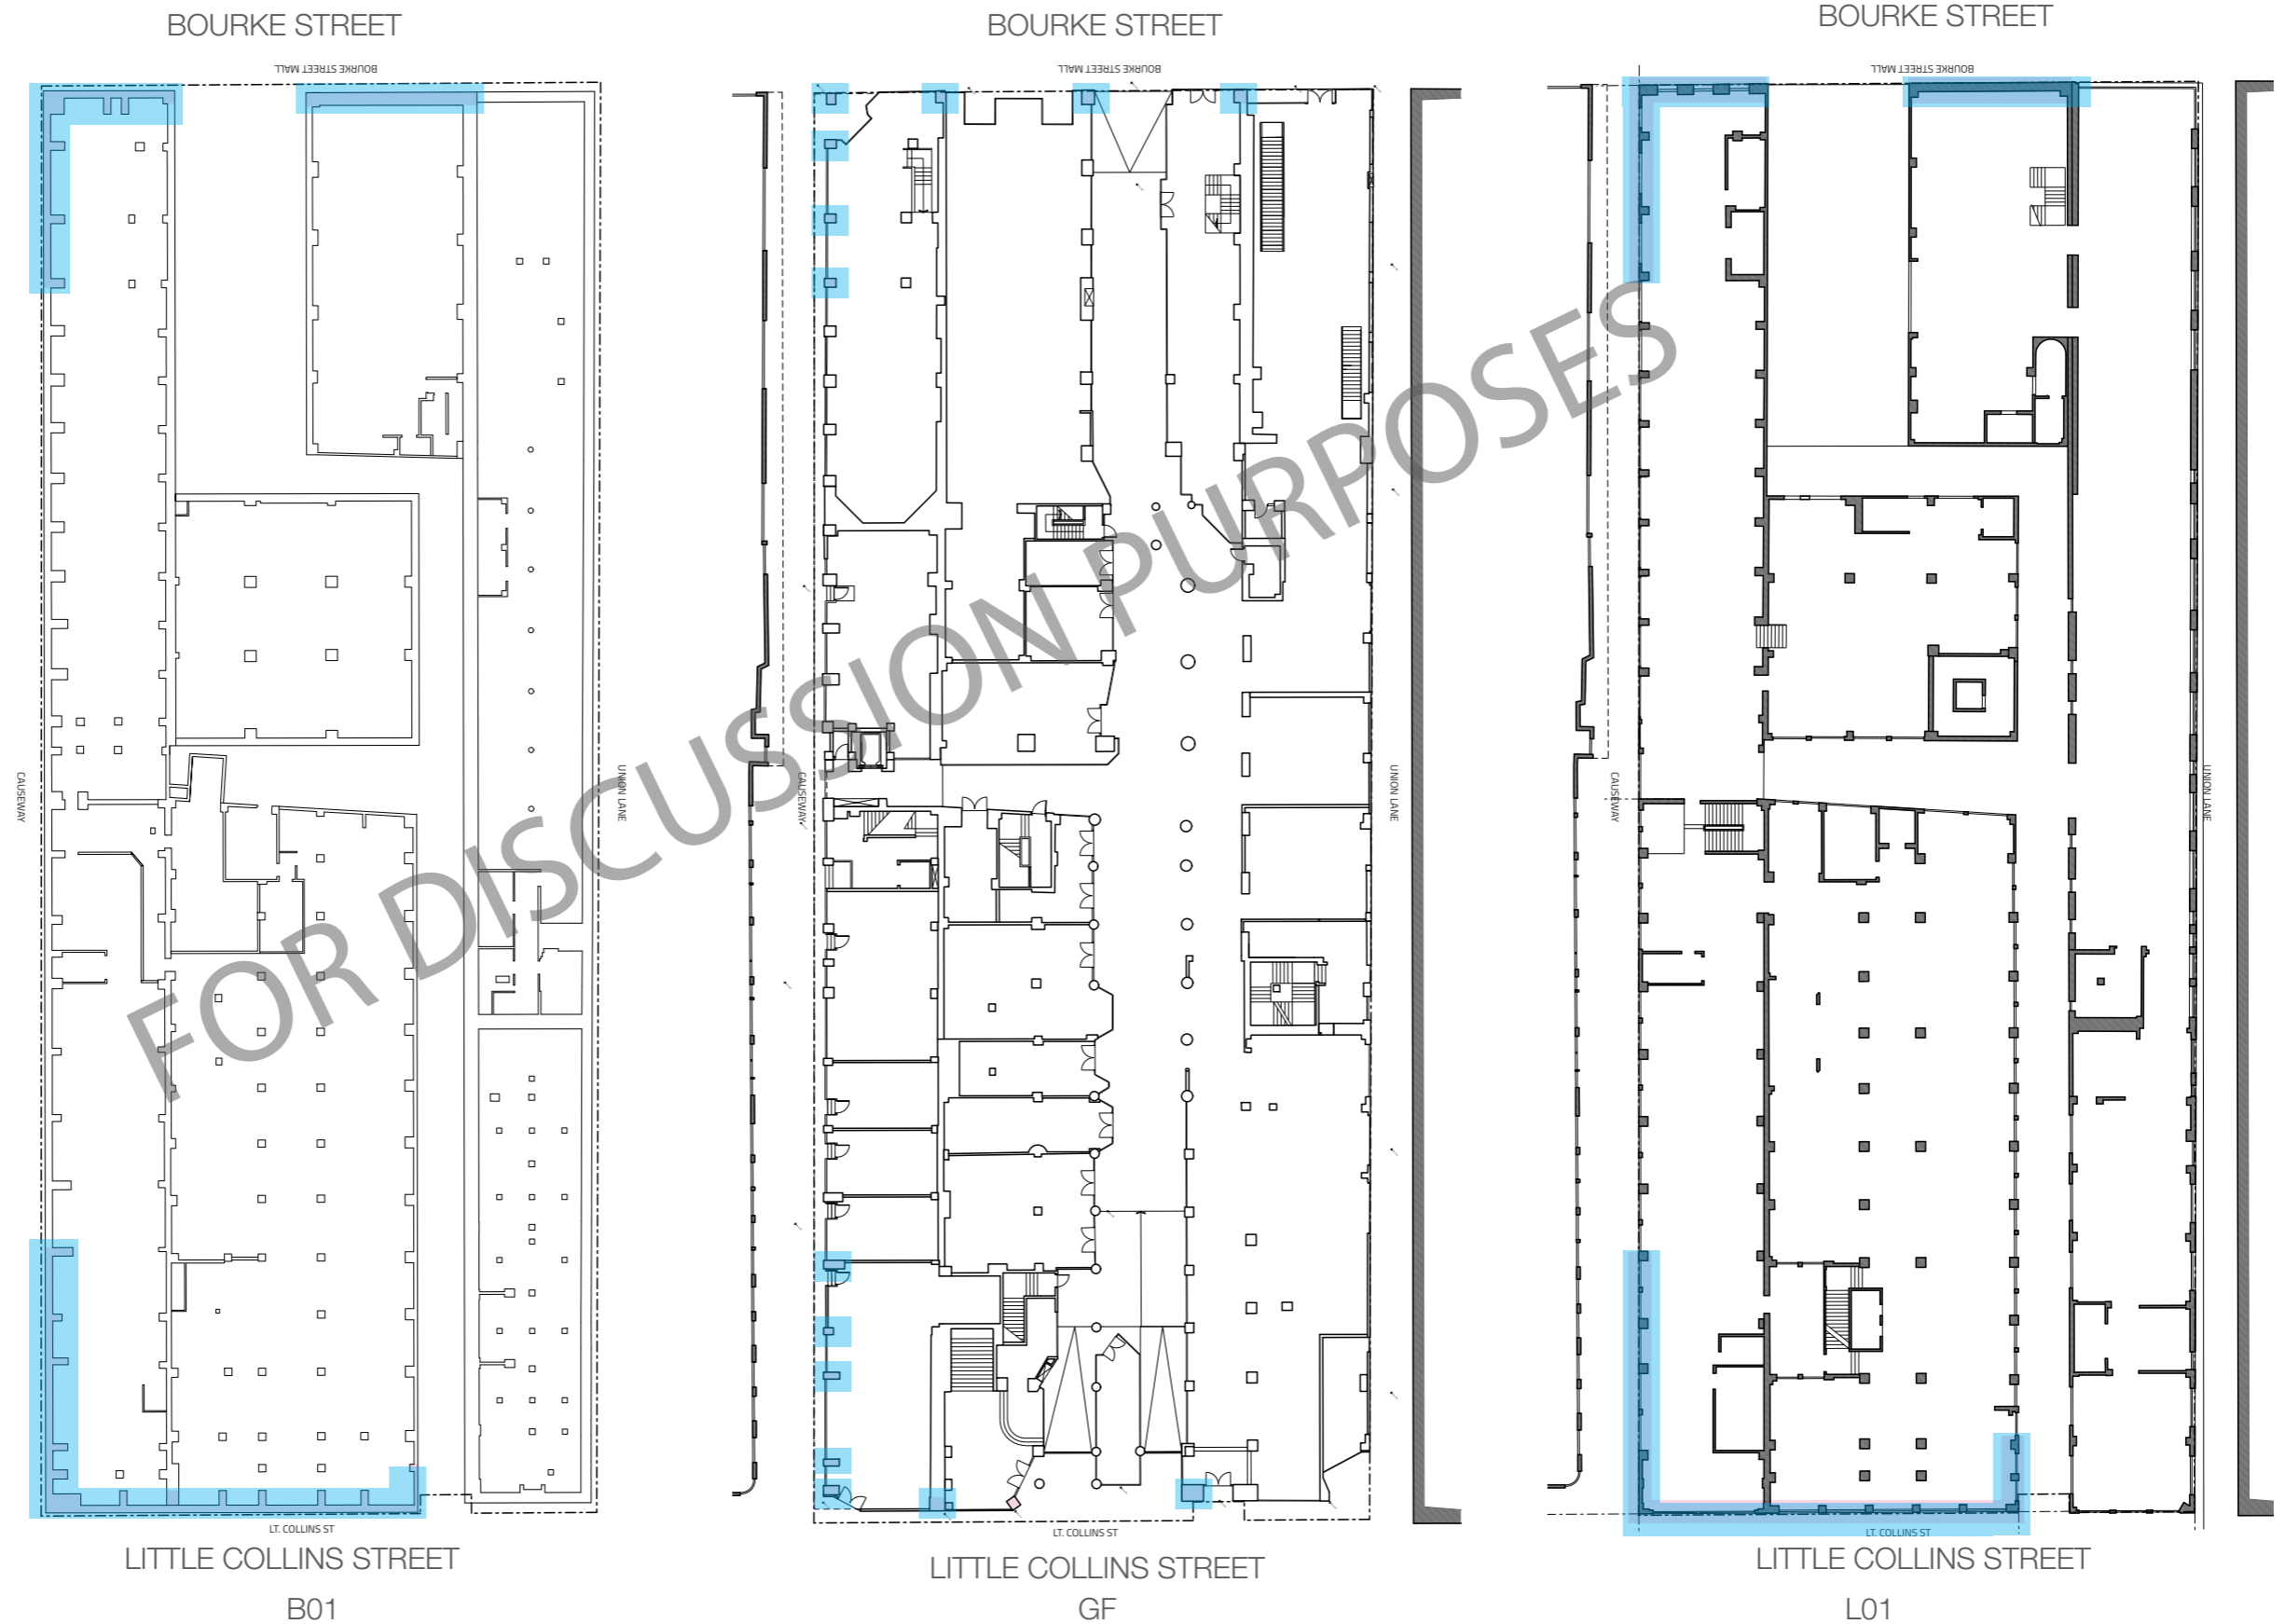 BOURKE STREET
BOURKE STREET
BOURKE STREET
BOURKE STREET MALL
BOURKE STREET MALL
BOURKE STREET MALL
CAUSEWAY
UNION LANE
CAUSEWAY
UNION LANE
CAUSEWAY
UNION LANE
FOR DISCUSSION PURPOSES
LT. COLLINS ST
LT. COLLINS ST
LT. COLLINS ST
LITTLE COLLINS STREET
LITTLE COLLINS STREET
LITTLE COLLINS STREET
B01
GF
L01